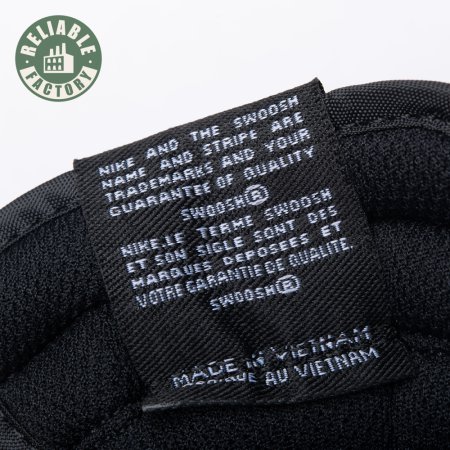 RELIABLE
FACTORY
NIKE AND THE SWOOSH
NAME AND STRIPE ARE
TRADEMARKS AND YOUR
GUARANTEE OF QUALITY
SWOOSH®
NIKE.LE TERME SWOOSH
ET SON SIGLE SONT DES
MARQUES DEPOSEES ET
VOTRE GARANTIE DE QUALITE.
SWOOSH®
MADE IN VIETNAM
AU VIETNAM